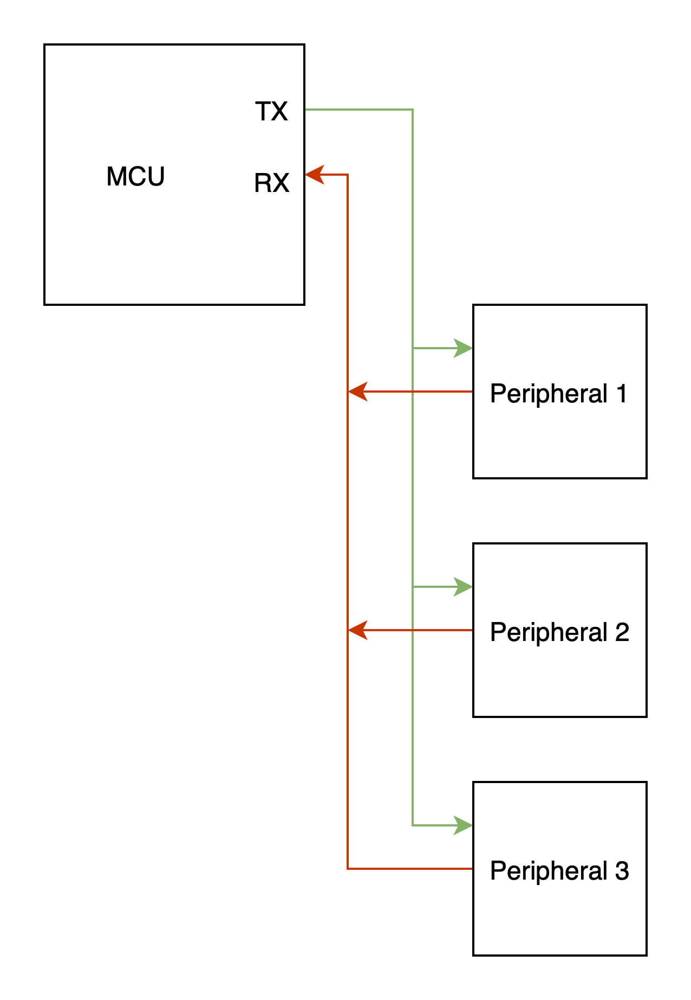 TX
MCU
RX
Peripheral 1
Peripheral 2
Peripheral 3